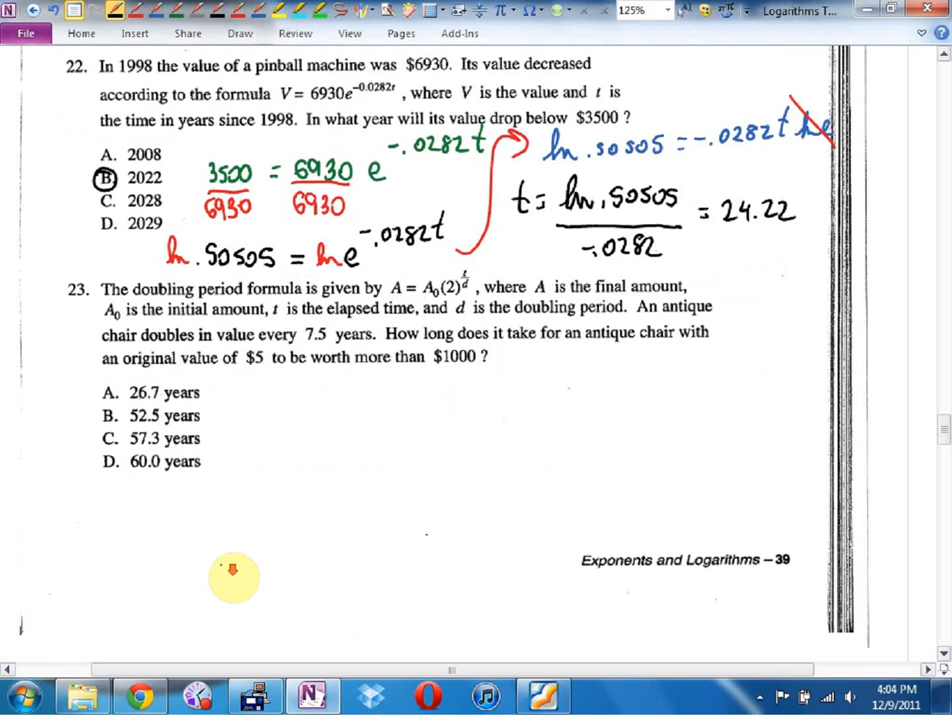 125%
Logarithms T...
File Home Insert Share Draw Review View Pages Add-Ins
22. In 1998 the value of a pinball machine was $6930. Its value decreased
according to the formula V = 6930e^-0.0282t, where V is the value and t is
the time in years since 1998. In what year will its value drop below $3500 ?
A. 2008
B. 2022
C. 2028
D. 2029
3500 = 6930 e^-.0282t
6930 6930
ln .50505 = ln e^-.0282t
ln .50505 = -.0282t ln e
t = ln .50505 = 24.22
-.0282
23. The doubling period formula is given by A = A₀(2)^t/d, where A is the final amount,
A₀ is the initial amount, t is the elapsed time, and d is the doubling period. An antique
chair doubles in value every 7.5 years. How long does it take for an antique chair with
an original value of $5 to be worth more than $1000 ?
A. 26.7 years
B. 52.5 years
C. 57.3 years
D. 60.0 years
Exponents and Logarithms – 39
4:04 PM
12/9/2011